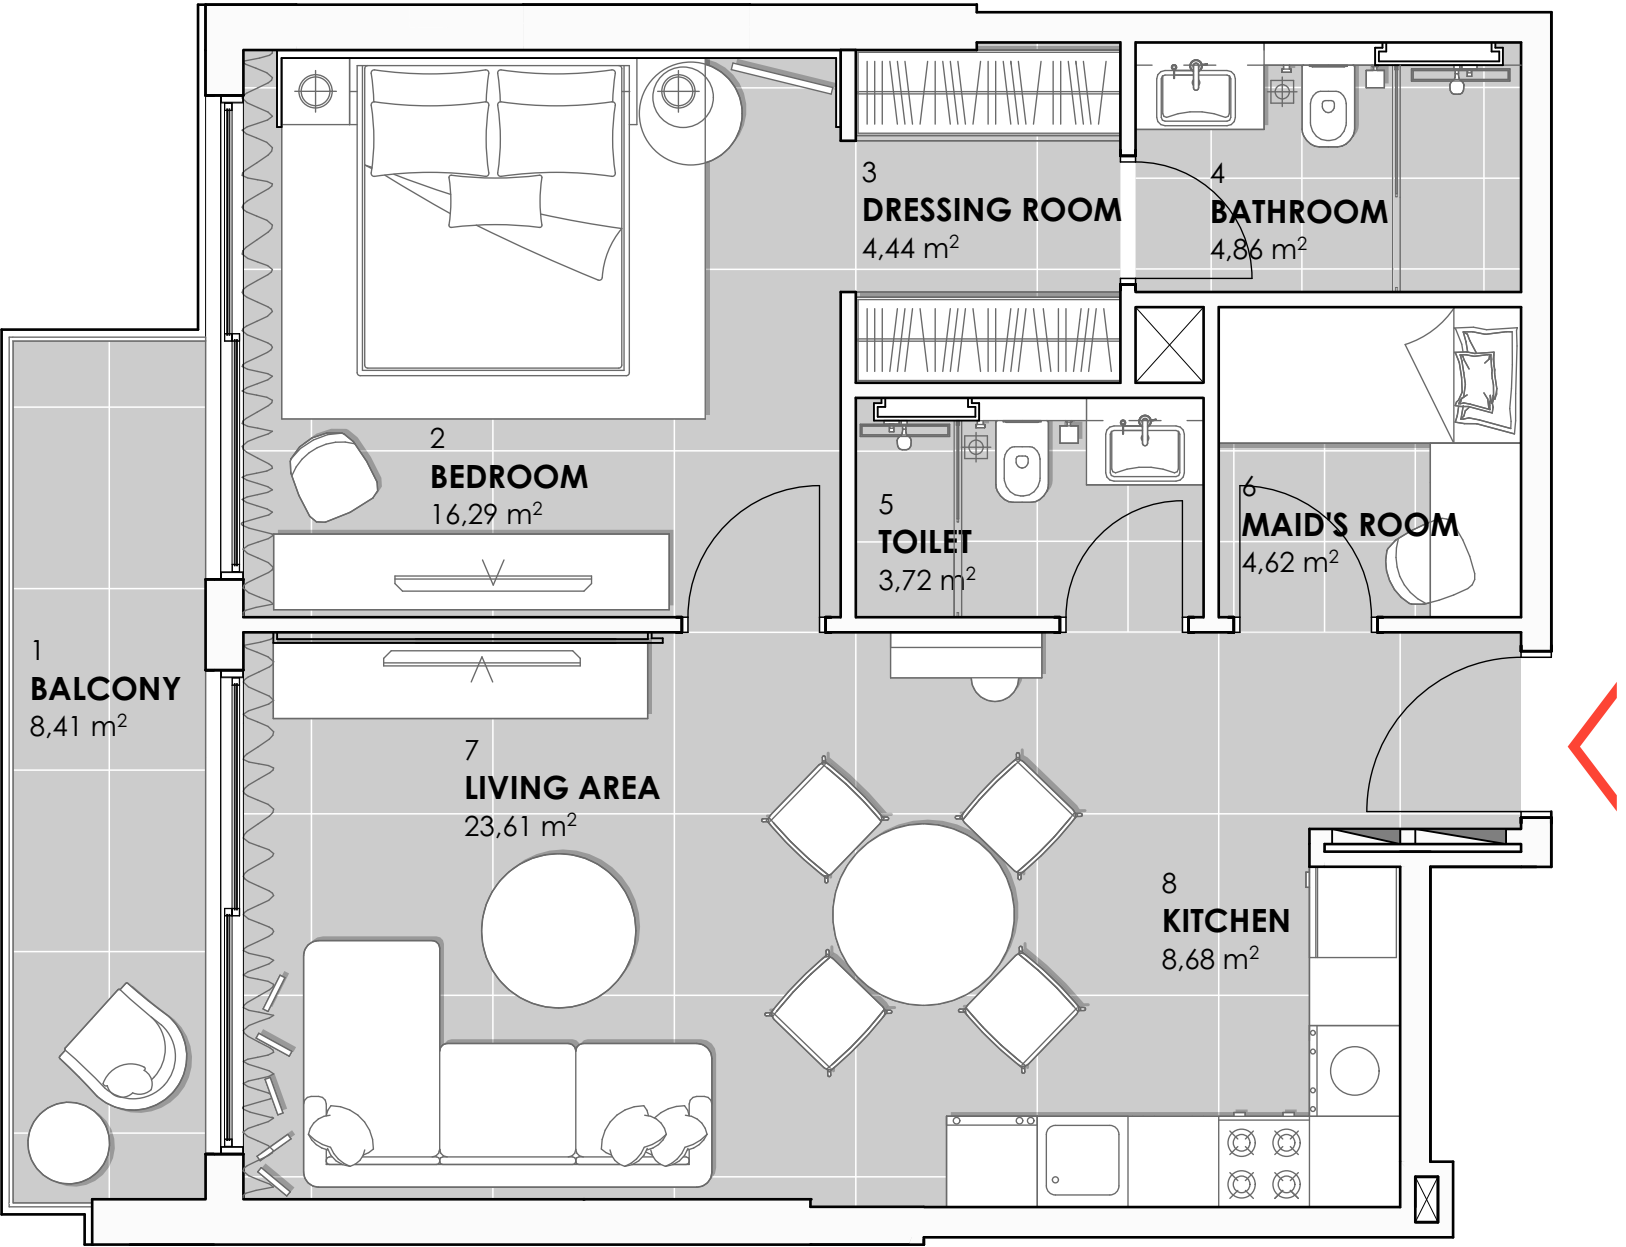 1
BALCONY
8,41 m²
2
BEDROOM
16,29 m²
3
DRESSING ROOM
4,44 m²
4
BATHROOM
4,86 m²
5
TOILET
3,72 m²
6
MAID'S ROOM
4,62 m²
7
LIVING AREA
23,61 m²
8
KITCHEN
8,68 m²